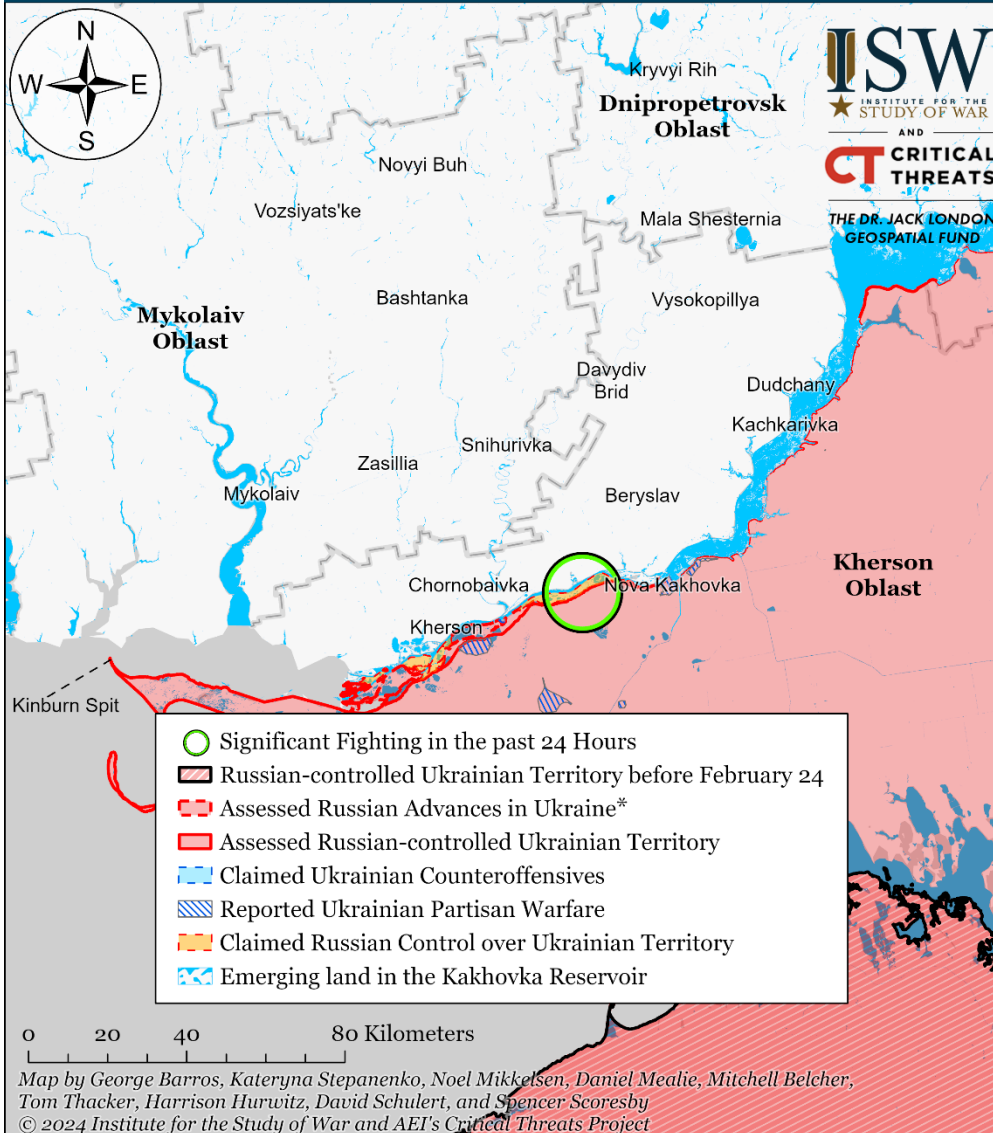 N
W E
S
ISW
INSTITUTE FOR THE
STUDY OF WAR
AND
CT CRITICAL
THREATS
THE DR. JACK LONDON
GEOSPATIAL FUND
Kryvyi Rih
Dnipropetrovsk
Oblast
Novyi Buh
Vozsiyats'ke
Mala Shesternia
Bashtanka
Vysokopillya
Mykolaiv
Oblast
Davydiv
Brid
Dudchany
Kachkarivka
Snihurivka
Zasillia
Mykolaiv
Beryslav
Kherson
Oblast
Chornobaivka
Nova Kakhovka
Kherson
Kinburn Spit
Significant Fighting in the past 24 Hours
Russian-controlled Ukrainian Territory before February 24
Assessed Russian Advances in Ukraine*
Assessed Russian-controlled Ukrainian Territory
Claimed Ukrainian Counteroffensives
Reported Ukrainian Partisan Warfare
Claimed Russian Control over Ukrainian Territory
Emerging land in the Kakhovka Reservoir
0 20 40 80 Kilometers
Map by George Barros, Kateryna Stepanenko, Noel Mikkelsen, Daniel Mealie, Mitchell Belcher,
Tom Thacker, Harrison Hurwitz, David Schulert, and Spencer Scoresby
© 2024 Institute for the Study of War and AEI's Critical Threats Project